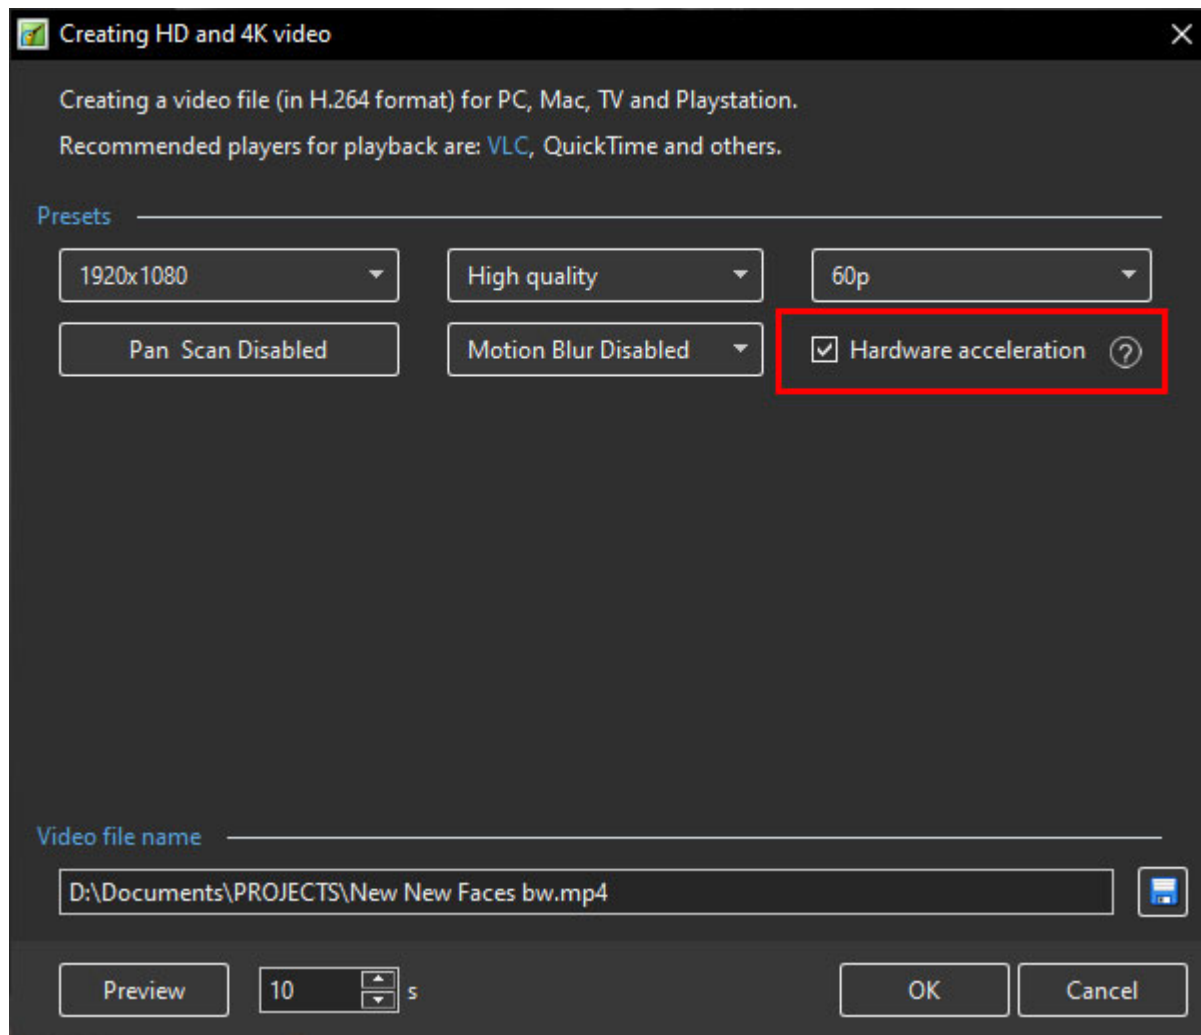 Creating HD and 4K video
Creating a video file (in H.264 format) for PC, Mac, TV and Playstation.
Recommended players for playback are: VLC, QuickTime and others.
Presets
1920x1080 High quality 60p
Pan Scan Disabled Motion Blur Disabled Hardware acceleration ?
Video file name
D:\Documents\PROJECTS\New New Faces bw.mp4
Preview 10 s OK Cancel